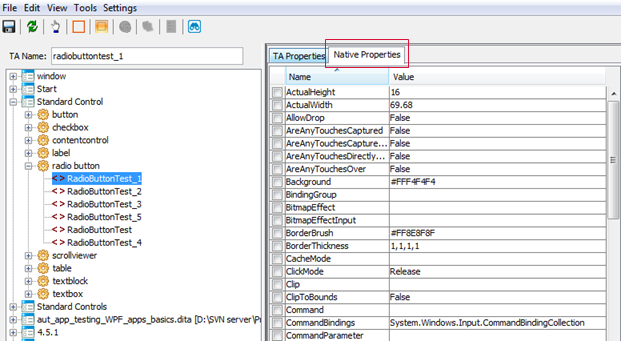 File Edit View Tools Settings
TA Name: radiobuttontest_1
window
Start
Standard Control
button
checkbox
contentcontrol
label
radio button
RadioButtonTest_1
RadioButtonTest_2
RadioButtonTest_3
RadioButtonTest_5
RadioButtonTest
RadioButtonTest_4
scrollviewer
table
textblock
textbox
Standard Controls
aut_app_testing_WPF_apps_basics.dita [D:\SVN server\Pr
4.5.1
TA Properties Native Properties
Name Value
ActualHeight 16
ActualWidth 69.68
AllowDrop False
AreAnyTouchesCaptured False
AreAnyTouchesCapture... False
AreAnyTouchesDirectly... False
AreAnyTouchesOver False
Background #FFF4F4F4
BindingGroup
BitmapEffect
BitmapEffectInput
BorderBrush #FF8E8F8F
BorderThickness 1,1,1,1
CacheMode
ClickMode Release
Clip
ClipToBounds False
Command
CommandBindings System.Windows.Input.CommandBindingCollection
CommandParameter